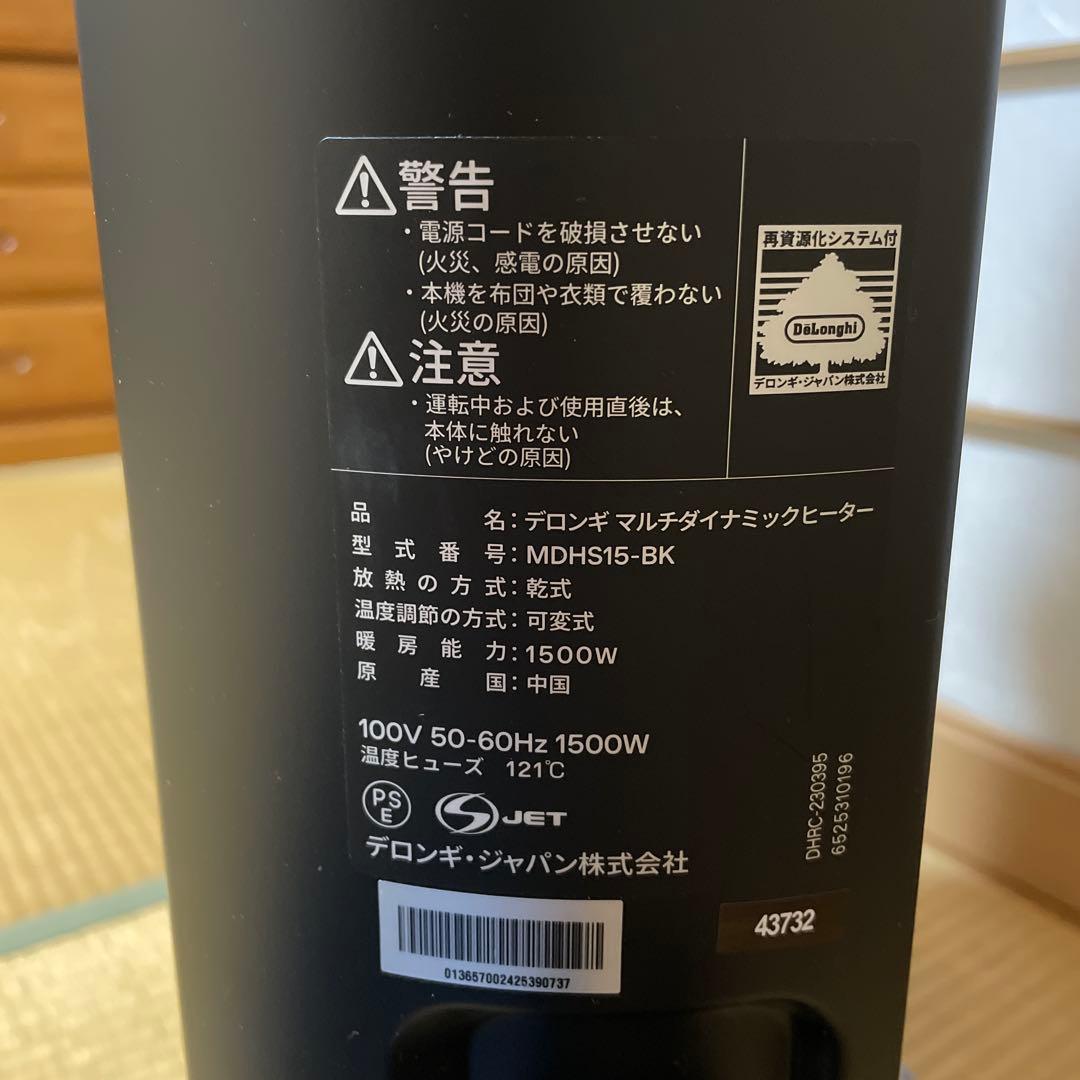 警告
・電源コードを破損させない
(火災、感電の原因)
・本機を布団や衣類で覆わない
(火災の原因)
注意
・運転中および使用直後は、
本体に触れない
(やけどの原因)
再資源化システム付
DeLonghi
デロンギ・ジャパン株式会社
品名：デロンギ マルチダイナミックヒーター
型式番号：MDHS15-BK
放熱の方式：乾式
温度調節の方式：可変式
暖房能力：1500W
原産国：中国
100V 50-60Hz 1500W
温度ヒューズ 121℃
PSE
S JET
デロンギ・ジャパン株式会社
DHRC-230395
6525310196
013657002425390737
43732